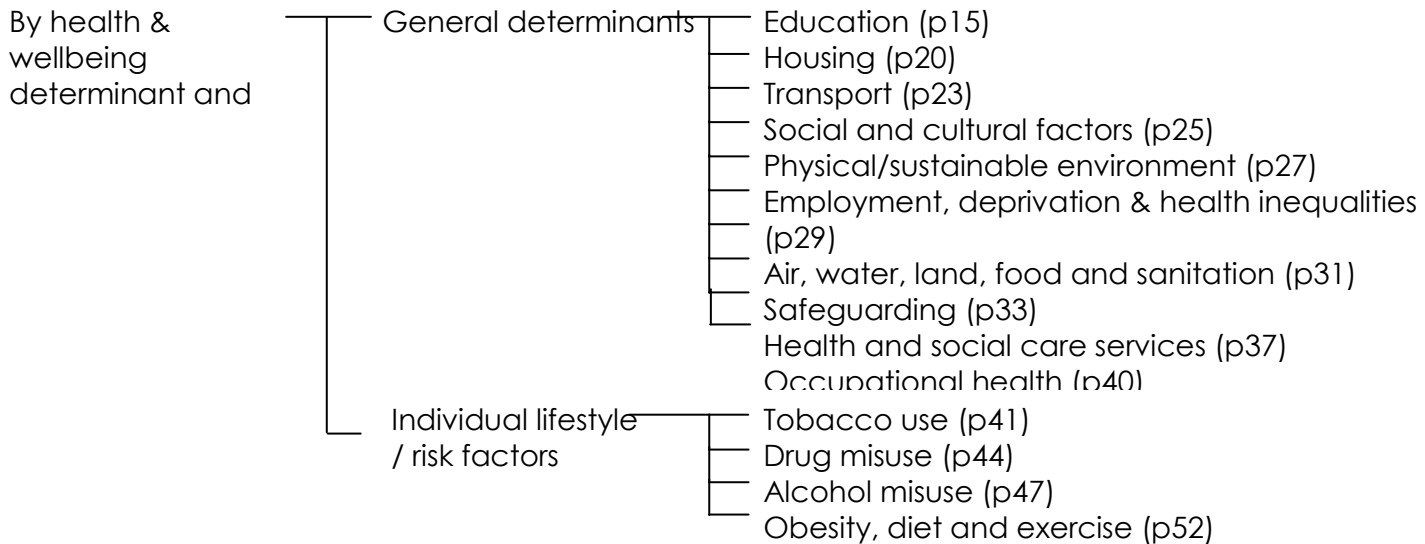 By health &
wellbeing
determinant and
General determinants
Education (p15)
Housing (p20)
Transport (p23)
Social and cultural factors (p25)
Physical/sustainable environment (p27)
Employment, deprivation & health inequalities
(p29)
Air, water, land, food and sanitation (p31)
Safeguarding (p33)
Health and social care services (p37)
Occupational health (p40)
Individual lifestyle
/ risk factors
Tobacco use (p41)
Drug misuse (p44)
Alcohol misuse (p47)
Obesity, diet and exercise (p52)